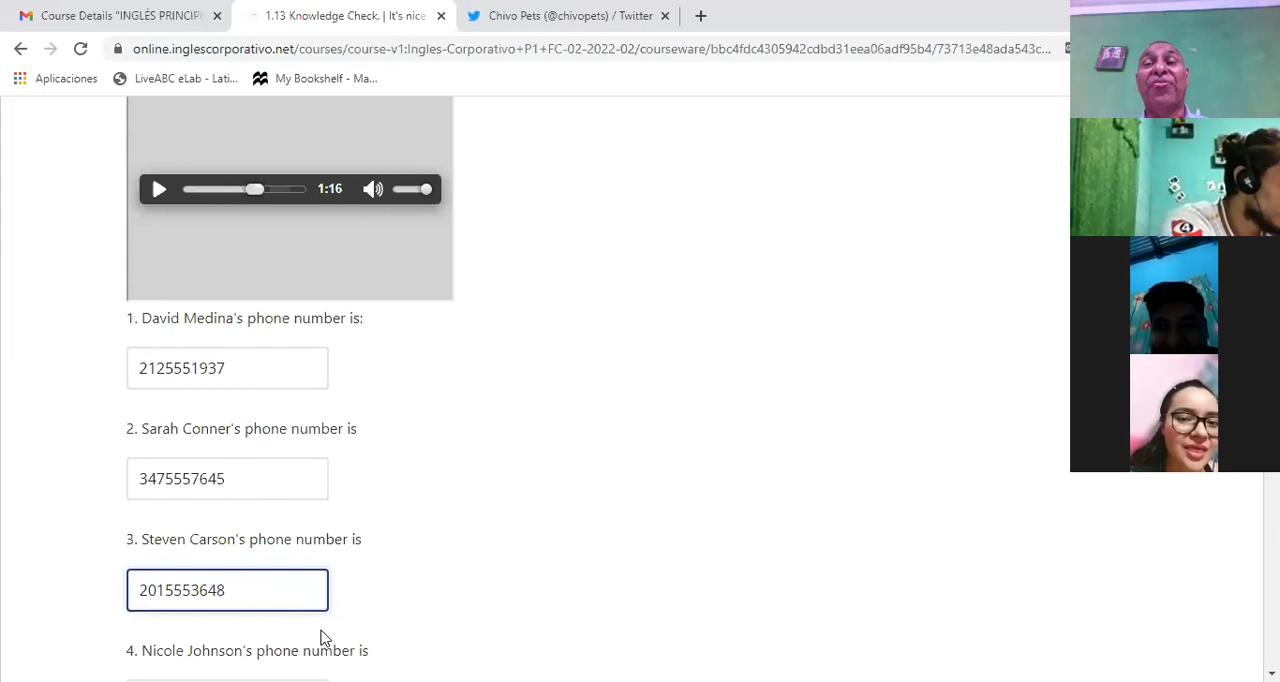 Course Details "INGLÉS PRINCIPI
1.13 Knowledge Check. | It's nice
Chivo Pets (@chivopets) / Twitter
online.inglescorporativo.net/courses/course-v1:Ingles-Corporativo+P1+FC-02-2022-02/courseware/bbc4fdc4305942cdbd31eea06adf95b4/73713e48ada543c...
Aplicaciones
LiveABC eLab - Lati...
My Bookshelf - Ma...
1:16
1. David Medina's phone number is:
2125551937
2. Sarah Conner's phone number is
3475557645
3. Steven Carson's phone number is
2015553648
4. Nicole Johnson's phone number is
4